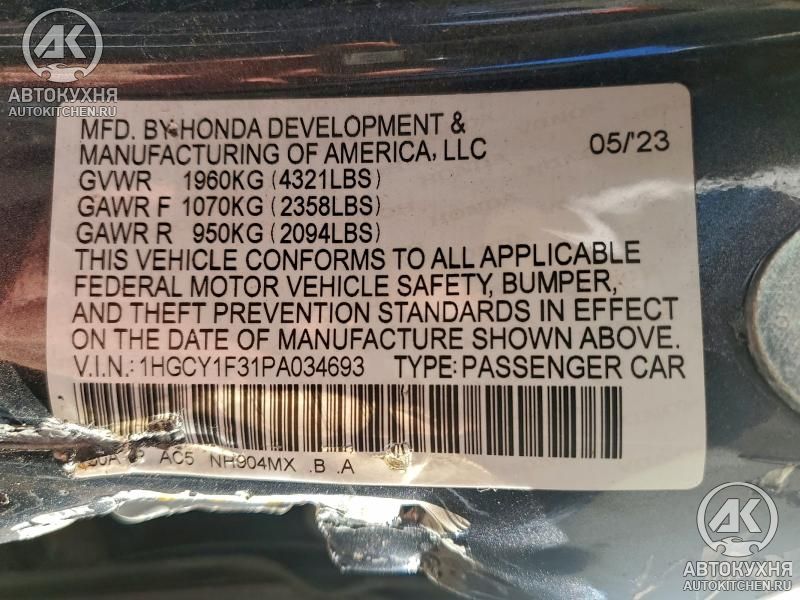 АК
АВТОКУХНЯ
AUTOKITCHEN.RU
MFD. BY HONDA DEVELOPMENT &
MANUFACTURING OF AMERICA, LLC 05/'23
GVWR 1960KG (4321LBS)
GAWR F 1070KG (2358LBS)
GAWR R 950KG (2094LBS)
THIS VEHICLE CONFORMS TO ALL APPLICABLE
FEDERAL MOTOR VEHICLE SAFETY, BUMPER,
AND THEFT PREVENTION STANDARDS IN EFFECT
ON THE DATE OF MANUFACTURE SHOWN ABOVE.
V.I.N.: 1HGCY1F31PA034693 TYPE: PASSENGER CAR
AC5 NH904MX .B .A
АК
АВТОКУХНЯ
AUTOKITCHEN.RU